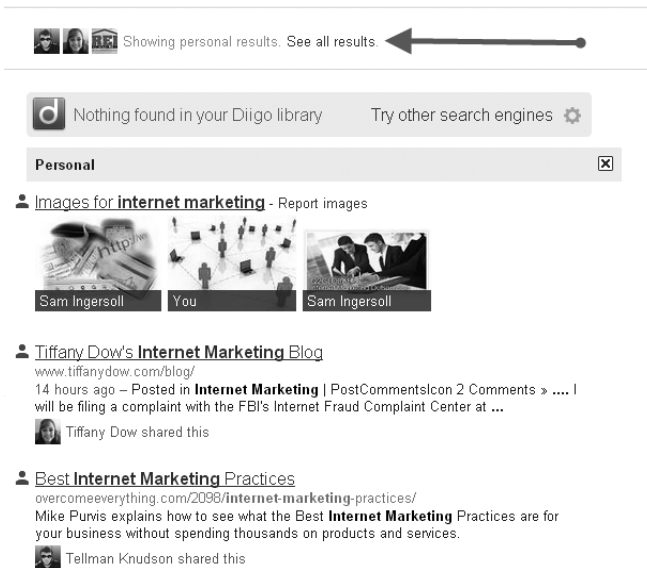 BFI Showing personal results. See all results.
d Nothing found in your Diigo library Try other search engines
Personal
Images for internet marketing - Report images
http://w
Sam Ingersoll You Sam Ingersoll
Tiffany Dow's Internet Marketing Blog
www.tiffanydow.com/blog/
14 hours ago – Posted in Internet Marketing | PostCommentsIcon 2 Comments » .... I
will be filing a complaint with the FBI's Internet Fraud Complaint Center at ...
Tiffany Dow shared this
Best Internet Marketing Practices
overcomeeverything.com/2098/internet-marketing-practices/
Mike Purvis explains how to see what the Best Internet Marketing Practices are for
your business without spending thousands on products and services.
Tellman Knudson shared this